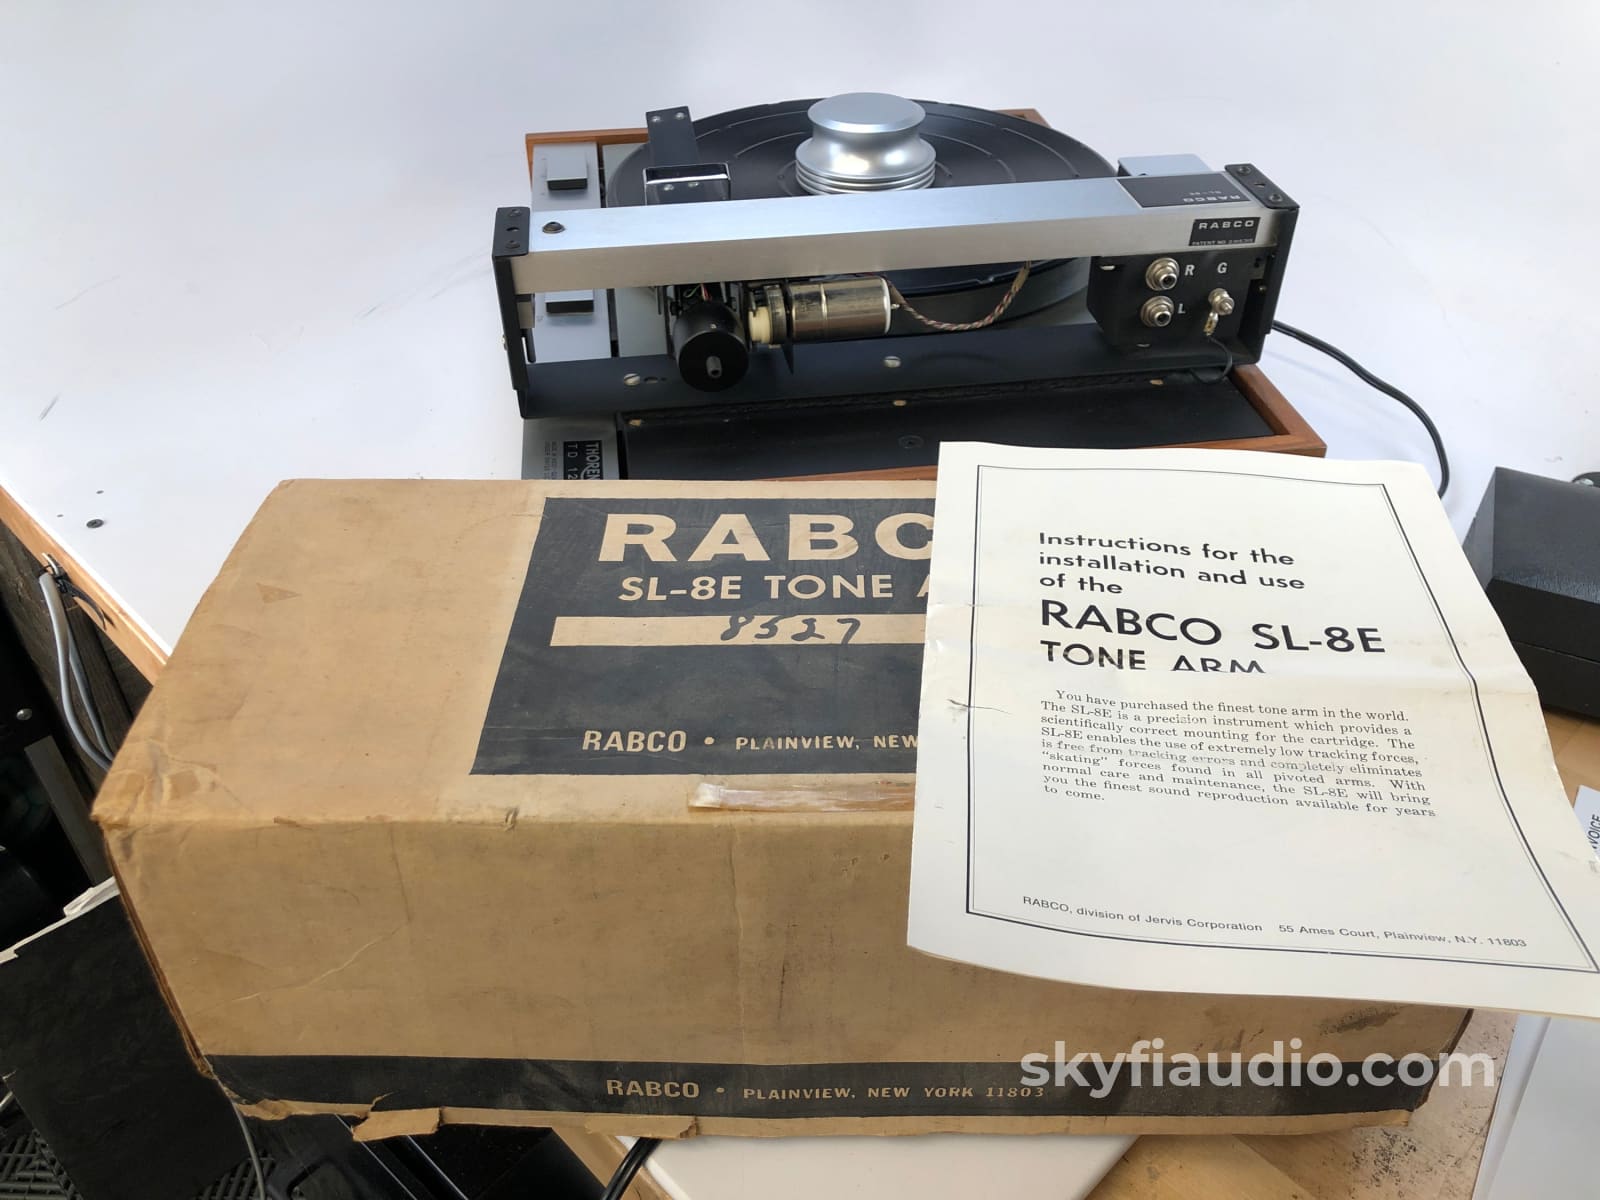 RABCO
SL-8E
RABCO
PATENT NO.
R G
L
THOREN
TD 12
RABC
SL-8E TONE A
8527
RABCO • PLAINVIEW, NEW
Instructions for the
installation and use
of the
RABCO SL-8E
TONE ARM
You have purchased the finest tone arm in the world.
The SL-8E is a precision instrument which provides a
scientifically correct mounting for the cartridge. The
SL-8E enables the use of extremely low tracking forces,
is free from tracking errors and completely eliminates
"skating" forces found in all pivoted arms. With
normal care and maintenance, the SL-8E will bring
you the finest sound reproduction available for years
to come.
RABCO, division of Jervis Corporation 55 Ames Court, Plainview, N.Y. 11803
VOICE
skyfiaudio.com
RABCO • PLAINVIEW, NEW YORK 11803